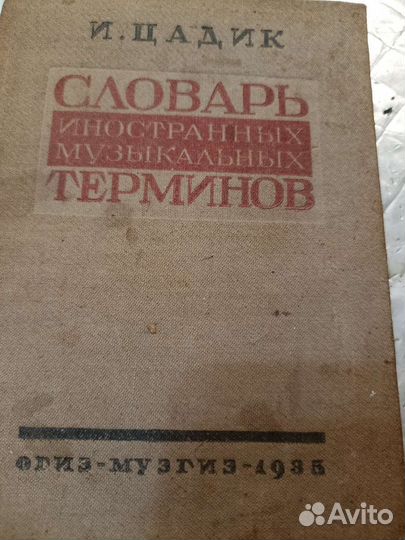 И. ЦАДИК
СЛОВАРЬ
ИНОСТРАННЫХ
МУЗЫКАЛЬНЫХ
ТЕРМИНОВ
ОГИЗ-МУЗГИЗ-1935
Avito